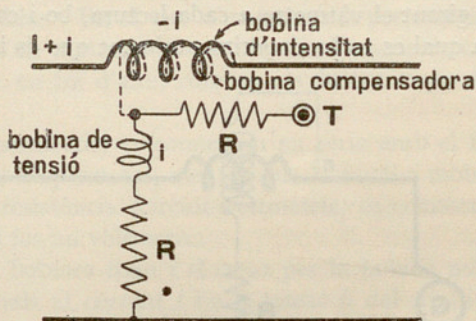 -i
bobina
d'intensitat
I + i
bobina compensadora
T
R
bobina de
tensió
i
R